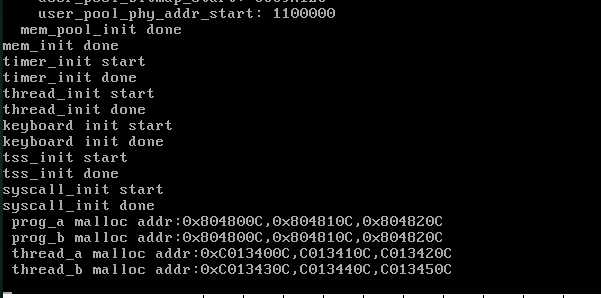 user_pool_phy_addr_start: 1100000
mem_pool_init done
mem_init done
timer_init start
timer_init done
thread_init start
thread_init done
keyboard init start
keyboard init done
tss_init start
tss_init done
syscall_init start
syscall_init done
prog_a malloc addr:0x804800C,0x804810C,0x804820C
prog_b malloc addr:0x804800C,0x804810C,0x804820C
thread_a malloc addr:0xC013400C,C013410C,C013420C
thread_b malloc addr:0xC013430C,C013440C,C013450C